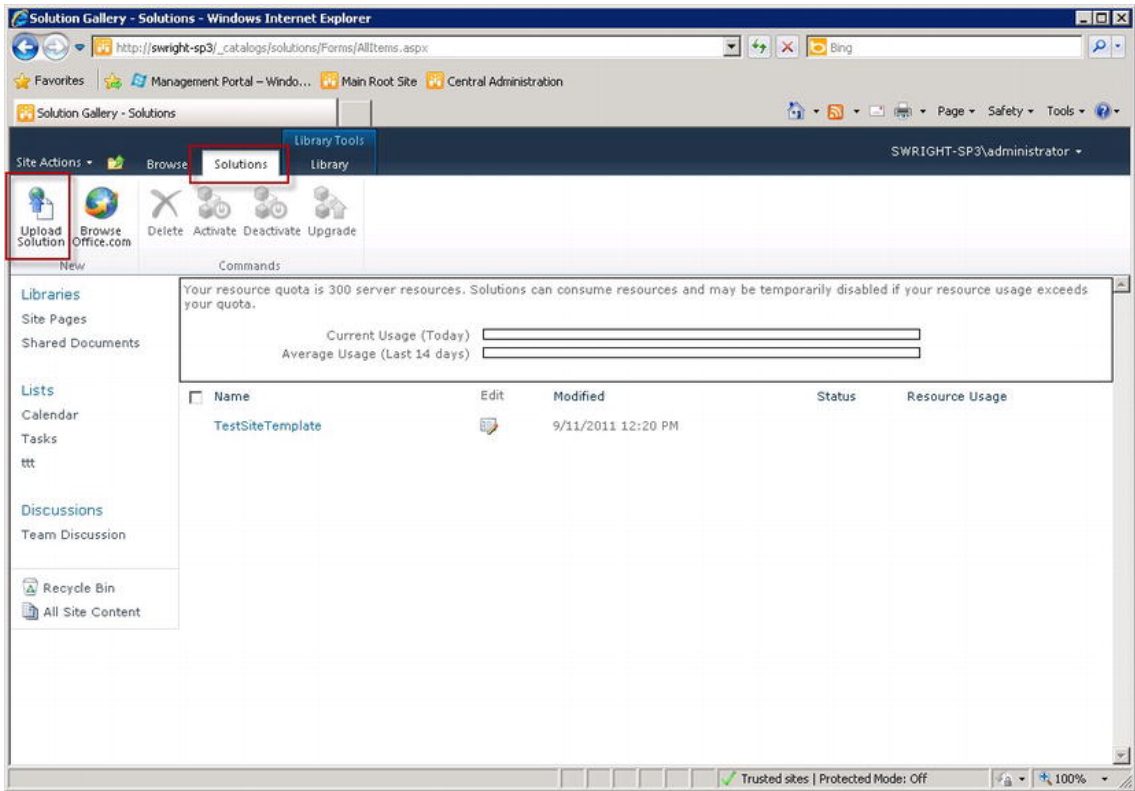 Solution Gallery - Solutions - Windows Internet Explorer
http://swright-sp3/_catalogs/solutions/Forms/AllItems.aspx
Bing
Favorites Management Portal – Windo... Main Root Site Central Administration
Solution Gallery - Solutions
Page Safety Tools
Library Tools
Site Actions Browse Solutions Library SWRIGHT-SP3\administrator
Upload Solution
Browse Office.com
Delete Activate Deactivate Upgrade
New Commands
Libraries
Site Pages
Shared Documents
Lists
Calendar
Tasks
ttt
Discussions
Team Discussion
Recycle Bin
All Site Content
Your resource quota is 300 server resources. Solutions can consume resources and may be temporarily disabled if your resource usage exceeds
your quota.
Current Usage (Today)
Average Usage (Last 14 days)
Name Edit Modified Status Resource Usage
TestSiteTemplate 9/11/2011 12:20 PM
Trusted sites | Protected Mode: Off 100%